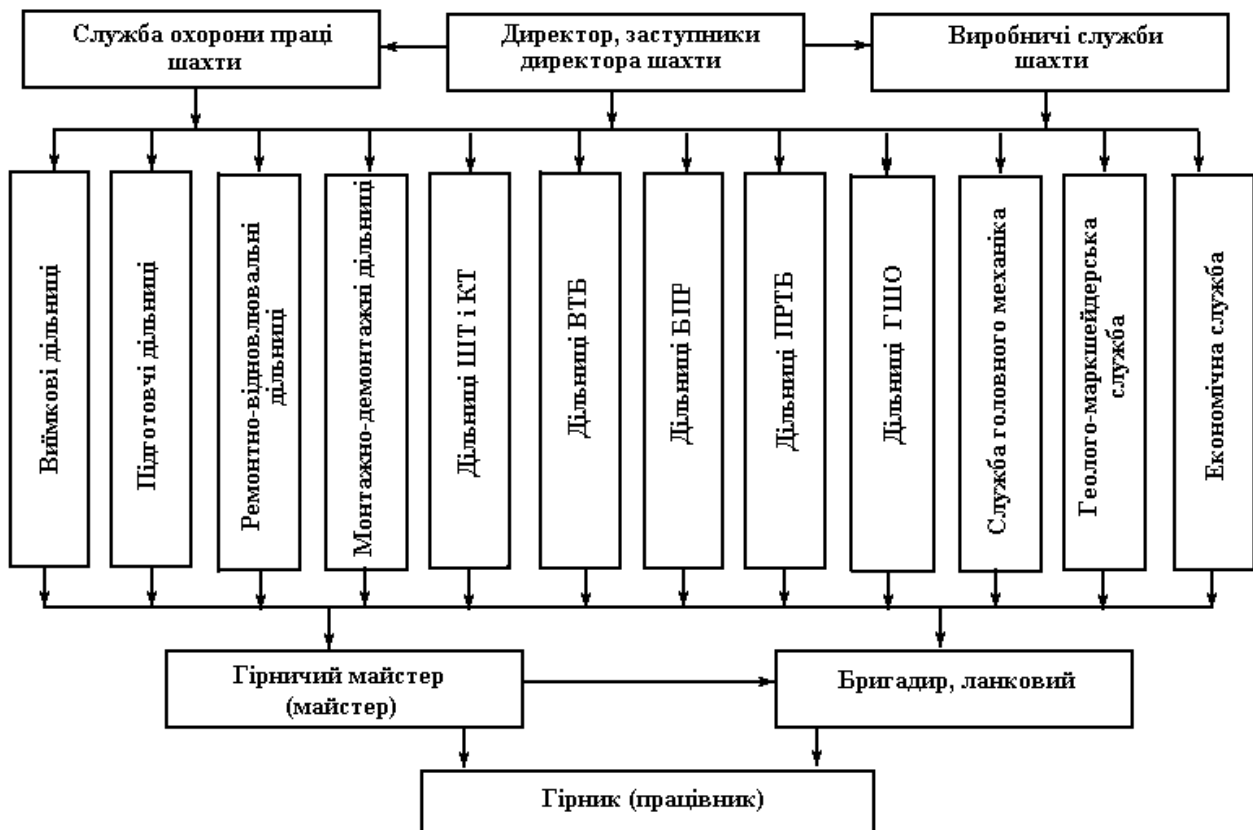 Служба охорони праці
шахти
Директор, заступники
директора шахти
Виробничі служби
шахти
Виїмкові дільниці
Підготовчі дільниці
Ремонтно-відновлювальні
дільниці
Монтажно-демонтажні дільниці
Дільниці ШТ і КТ
Дільниці ВТБ
Дільниці БПР
Дільниці ПРТБ
Дільниці ГШО
Служба головного механіка
Геолого-маркшейдерська
служба
Економічна служба
Гірничий майстер
(майстер)
Бригадир, ланковий
Гірник (працівник)